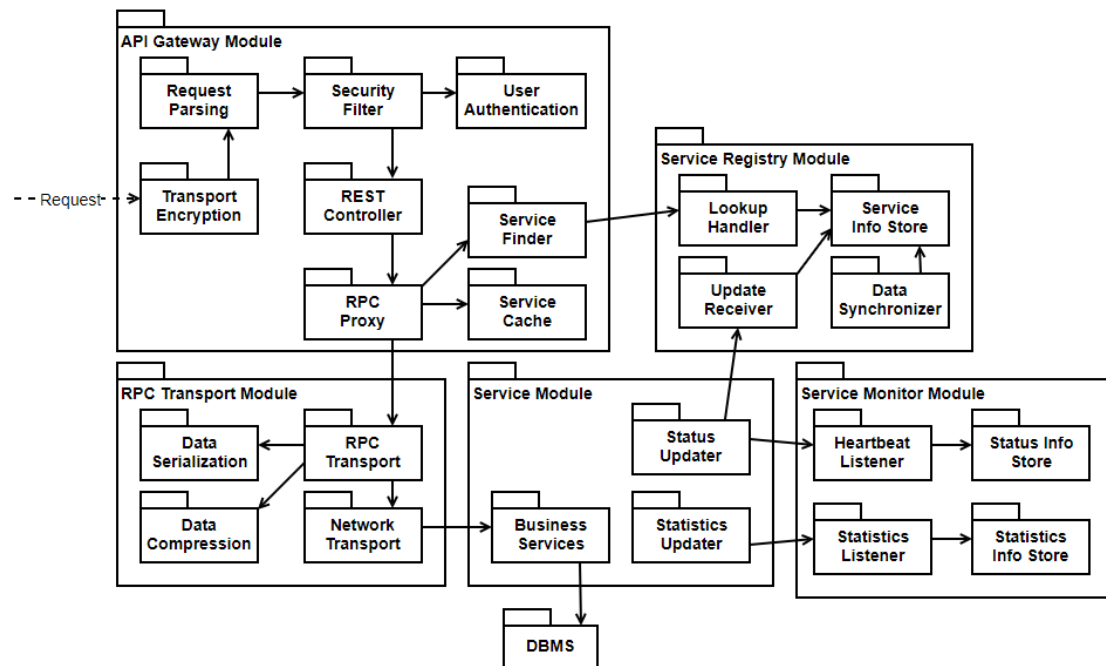 API Gateway Module
Request
Parsing
Security
Filter
User
Authentication
Request
Transport
Encryption
REST
Controller
Service
Finder
RPC
Proxy
Service
Cache
Service Registry Module
Lookup
Handler
Service
Info Store
Update
Receiver
Data
Synchronizer
RPC Transport Module
Data
Serialization
RPC
Transport
Data
Compression
Network
Transport
Service Module
Status
Updater
Business
Services
Statistics
Updater
Service Monitor Module
Heartbeat
Listener
Status Info
Store
Statistics
Listener
Statistics
Info Store
DBMS